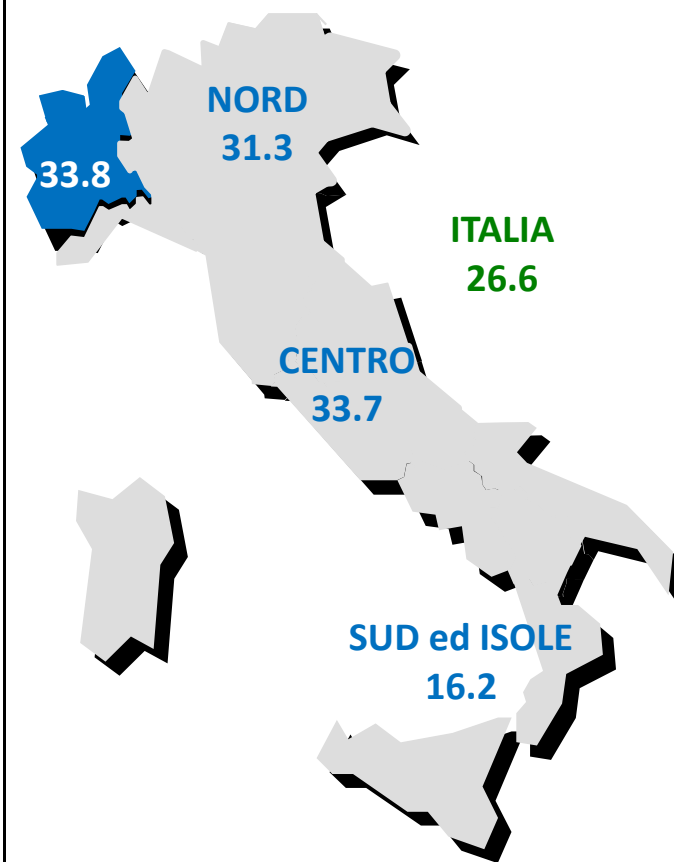 NORD
31.3
33.8
ITALIA
26.6
CENTRO
33.7
SUD ed ISOLE
16.2